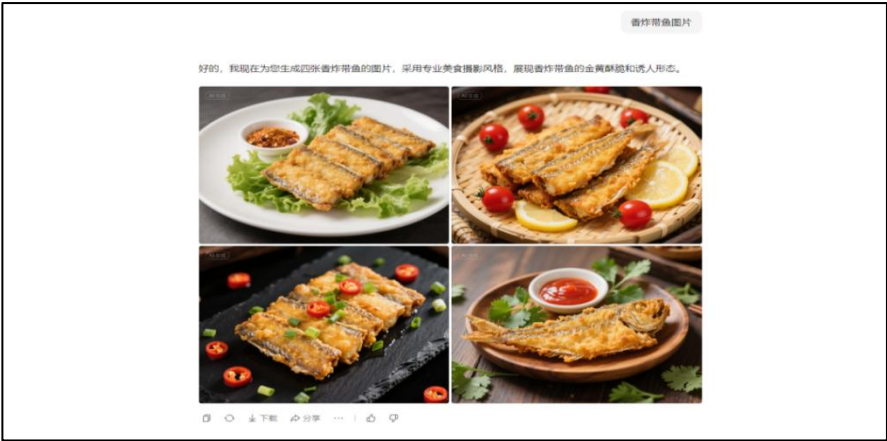 香炸带鱼图片
好的，我现在为您生成四张香炸带鱼的图片，采用专业美食摄影风格，展现香炸带鱼的金黄酥脆和诱人形态。
下载 分享 ···